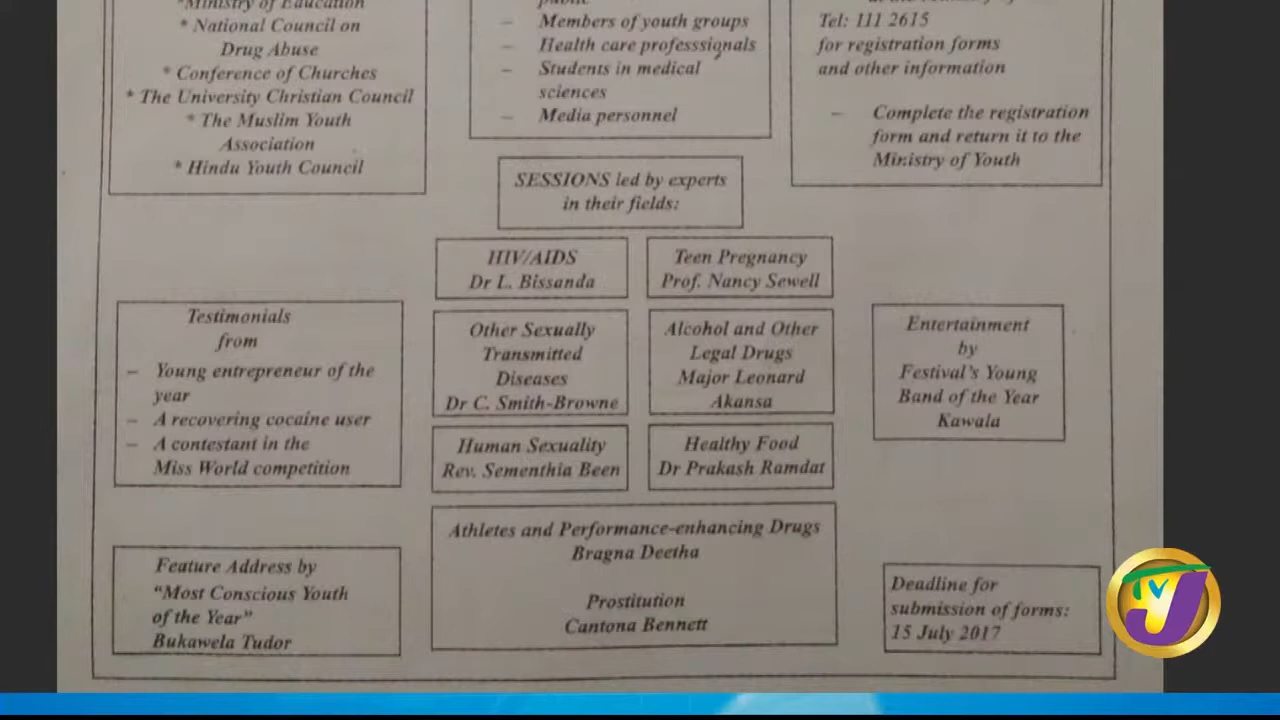 *Ministry of Education
* National Council on
Drug Abuse
* Conference of Churches
* The University Christian Council
* The Muslim Youth
Association
* Hindu Youth Council
public
– Members of youth groups
– Health care professsionals
– Students in medical
sciences
– Media personnel
Tel: 111 2615
for registration forms
and other information
– Complete the registration
form and return it to the
Ministry of Youth
SESSIONS led by experts
in their fields:
HIV/AIDS
Dr L. Bissanda
Teen Pregnancy
Prof. Nancy Sewell
Testimonials
from
– Young entrepreneur of the
year
– A recovering cocaine user
– A contestant in the
Miss World competition
Other Sexually
Transmitted
Diseases
Dr C. Smith-Browne
Alcohol and Other
Legal Drugs
Major Leonard
Akansa
Entertainment
by
Festival's Young
Band of the Year
Kawala
Human Sexuality
Rev. Sementhia Been
Healthy Food
Dr Prakash Ramdat
Feature Address by
"Most Conscious Youth
of the Year"
Bukawela Tudor
Athletes and Performance-enhancing Drugs
Bragna Deetha
Prostitution
Cantona Bennett
Deadline for
submission of forms:
15 July 2017
TVJ